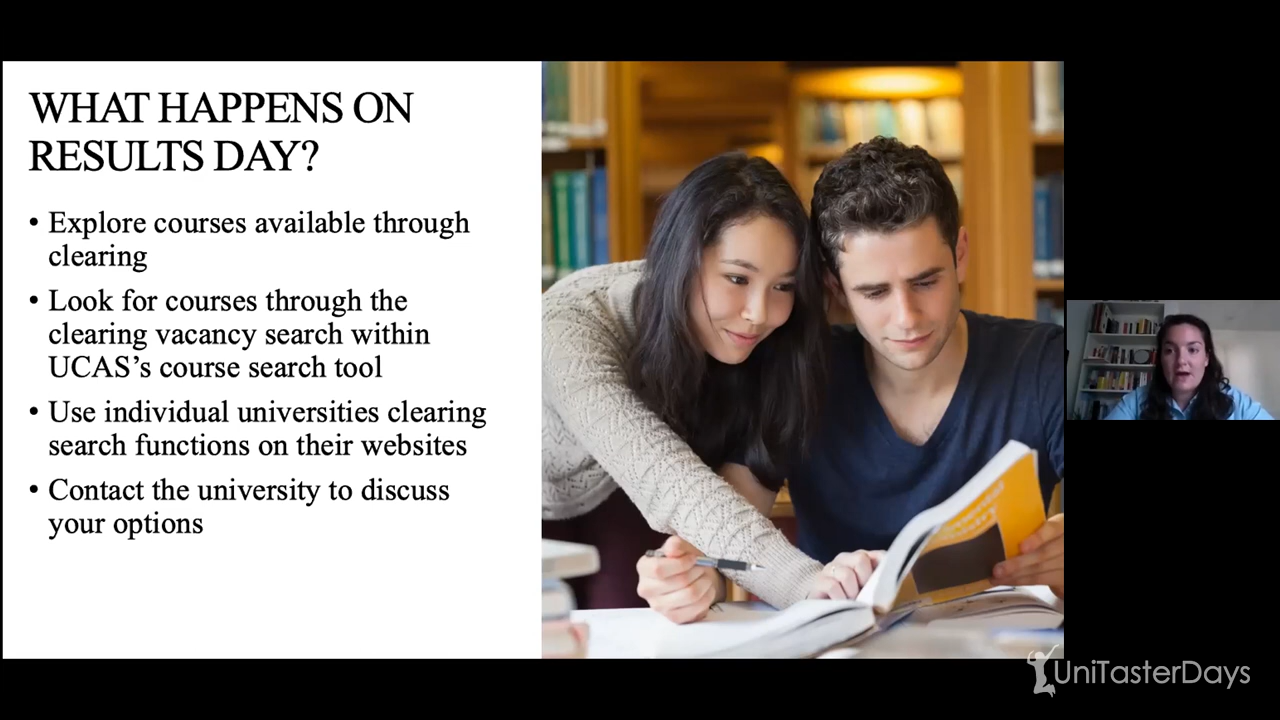 WHAT HAPPENS ON
RESULTS DAY?
• Explore courses available through
clearing
• Look for courses through the
clearing vacancy search within
UCAS’s course search tool
• Use individual universities clearing
search functions on their websites
• Contact the university to discuss
your options
UniTasterDays